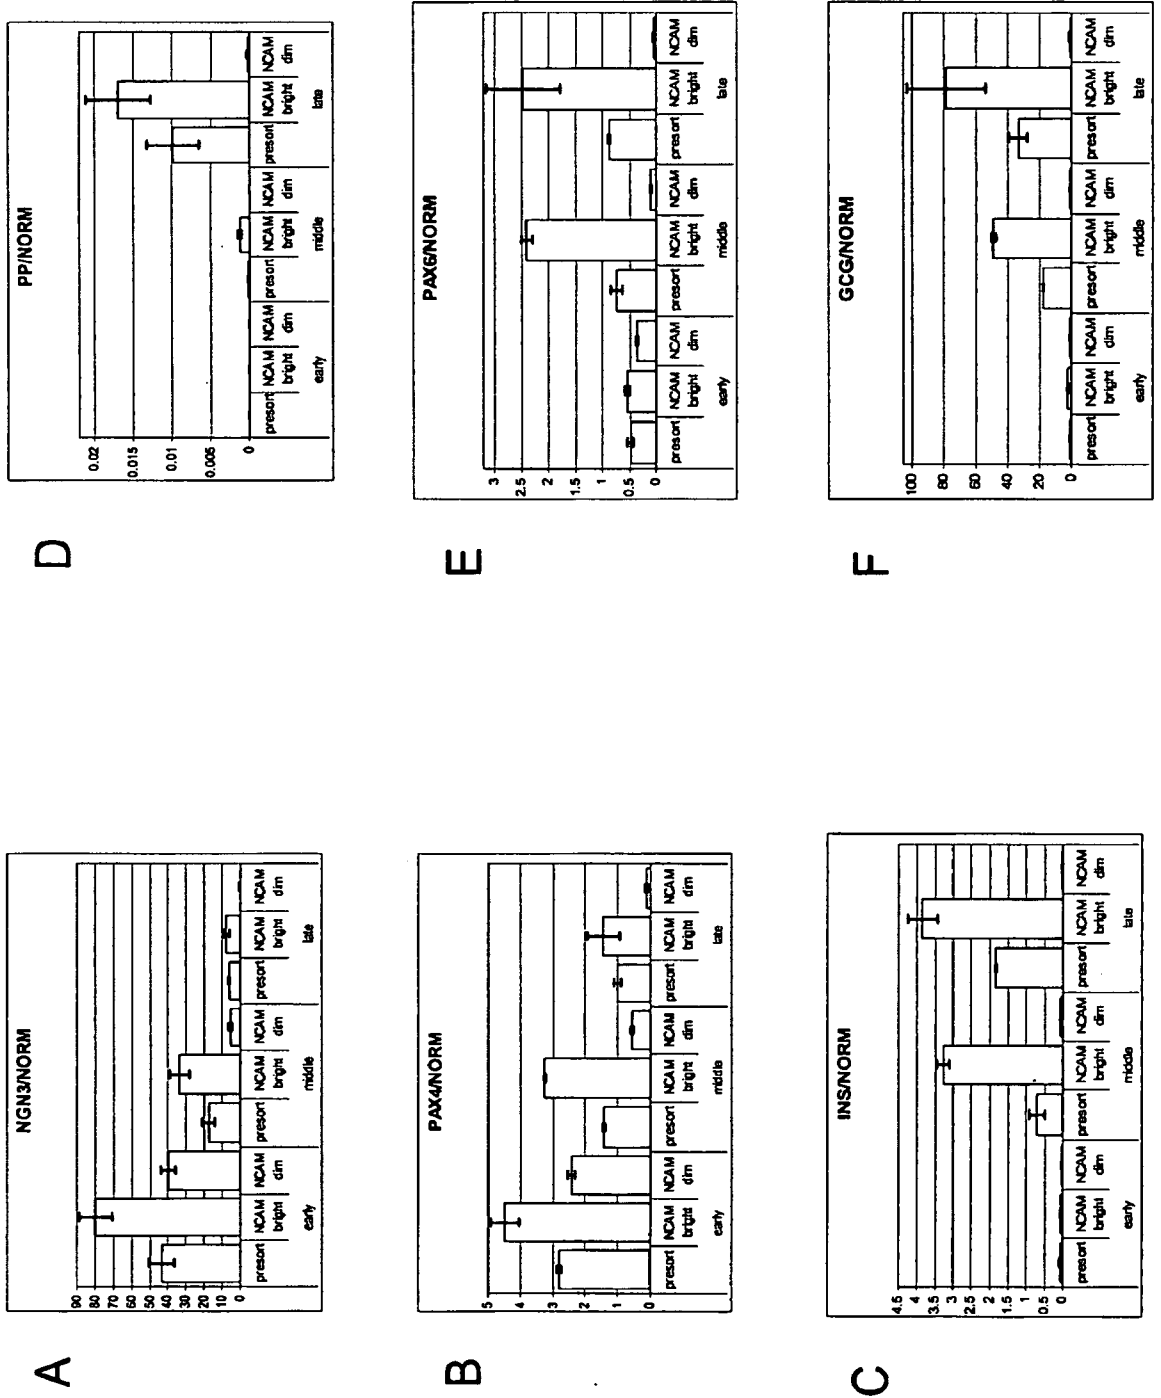 A
NGN3/NORM
90
80
70
60
50
40
30
20
10
0
presort NCAM bright NCAM dim presort NCAM bright NCAM dim presort NCAM bright NCAM dim
early middle late
B
PAX4/NORM
5
4
3
2
1
0
presort NCAM bright NCAM dim presort NCAM bright NCAM dim presort NCAM bright NCAM dim
early middle late
C
INS/NORM
4.5
4
3.5
3
2.5
2
1.5
1
0.5
0
presort NCAM bright NCAM dim presort NCAM bright NCAM dim presort NCAM bright NCAM dim
early middle late
D
PP/NORM
0.02
0.015
0.01
0.005
0
presort NCAM bright NCAM dim presort NCAM bright NCAM dim presort NCAM bright NCAM dim
early middle late
E
PAX6/NORM
3
2.5
2
1.5
1
0.5
0
presort NCAM bright NCAM dim presort NCAM bright NCAM dim presort NCAM bright NCAM dim
early middle late
F
GCG/NORM
100
80
60
40
20
0
presort NCAM bright NCAM dim presort NCAM bright NCAM dim presort NCAM bright NCAM dim
early middle late